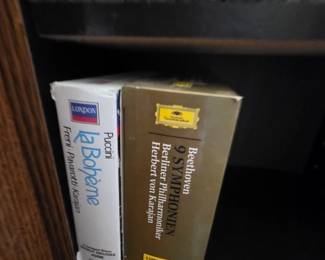 LONDON
Puccini
La Bohème
Freni · Pavarotti · Karajan
Beethoven
9 SYMPHONIEN
Berliner Philharmoniker
Herbert von Karajan